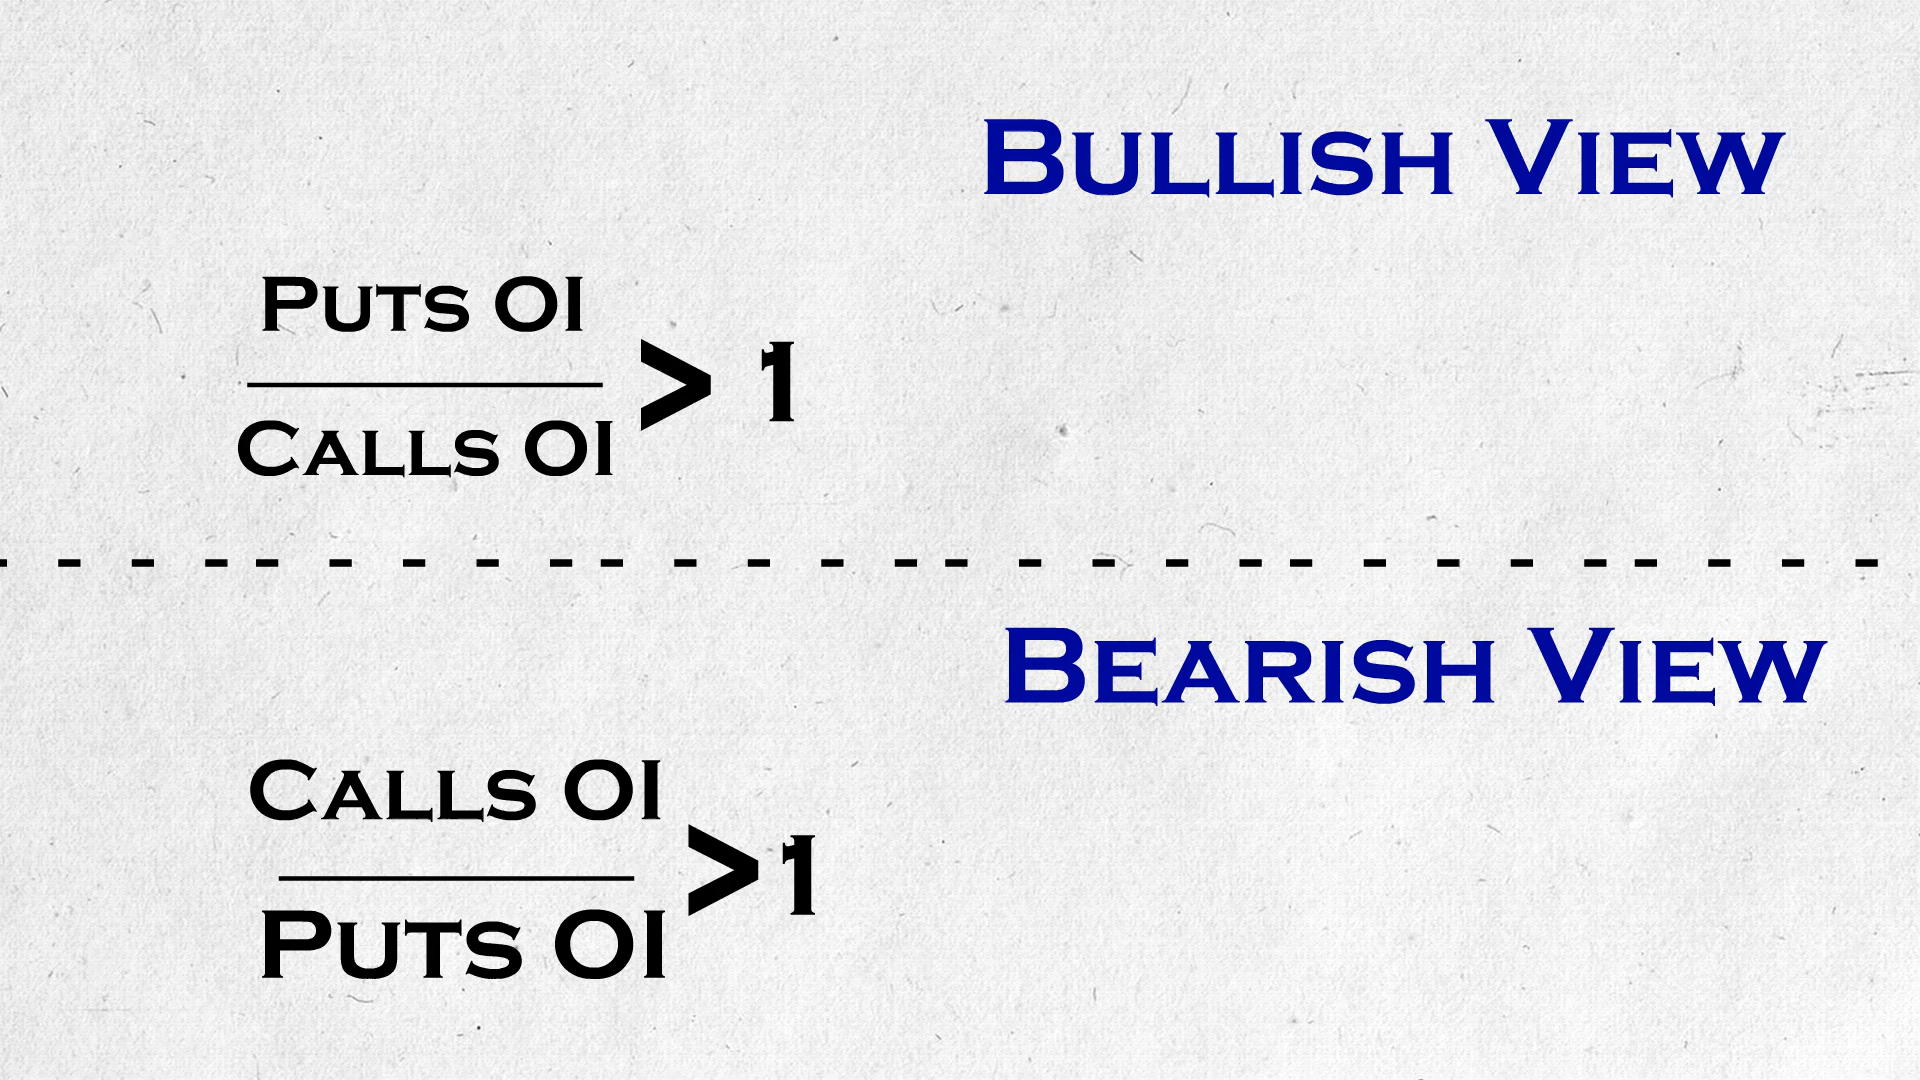 Bullish View
Puts OI
Calls OI
> 1
Bearish View
Calls OI
Puts OI
>1